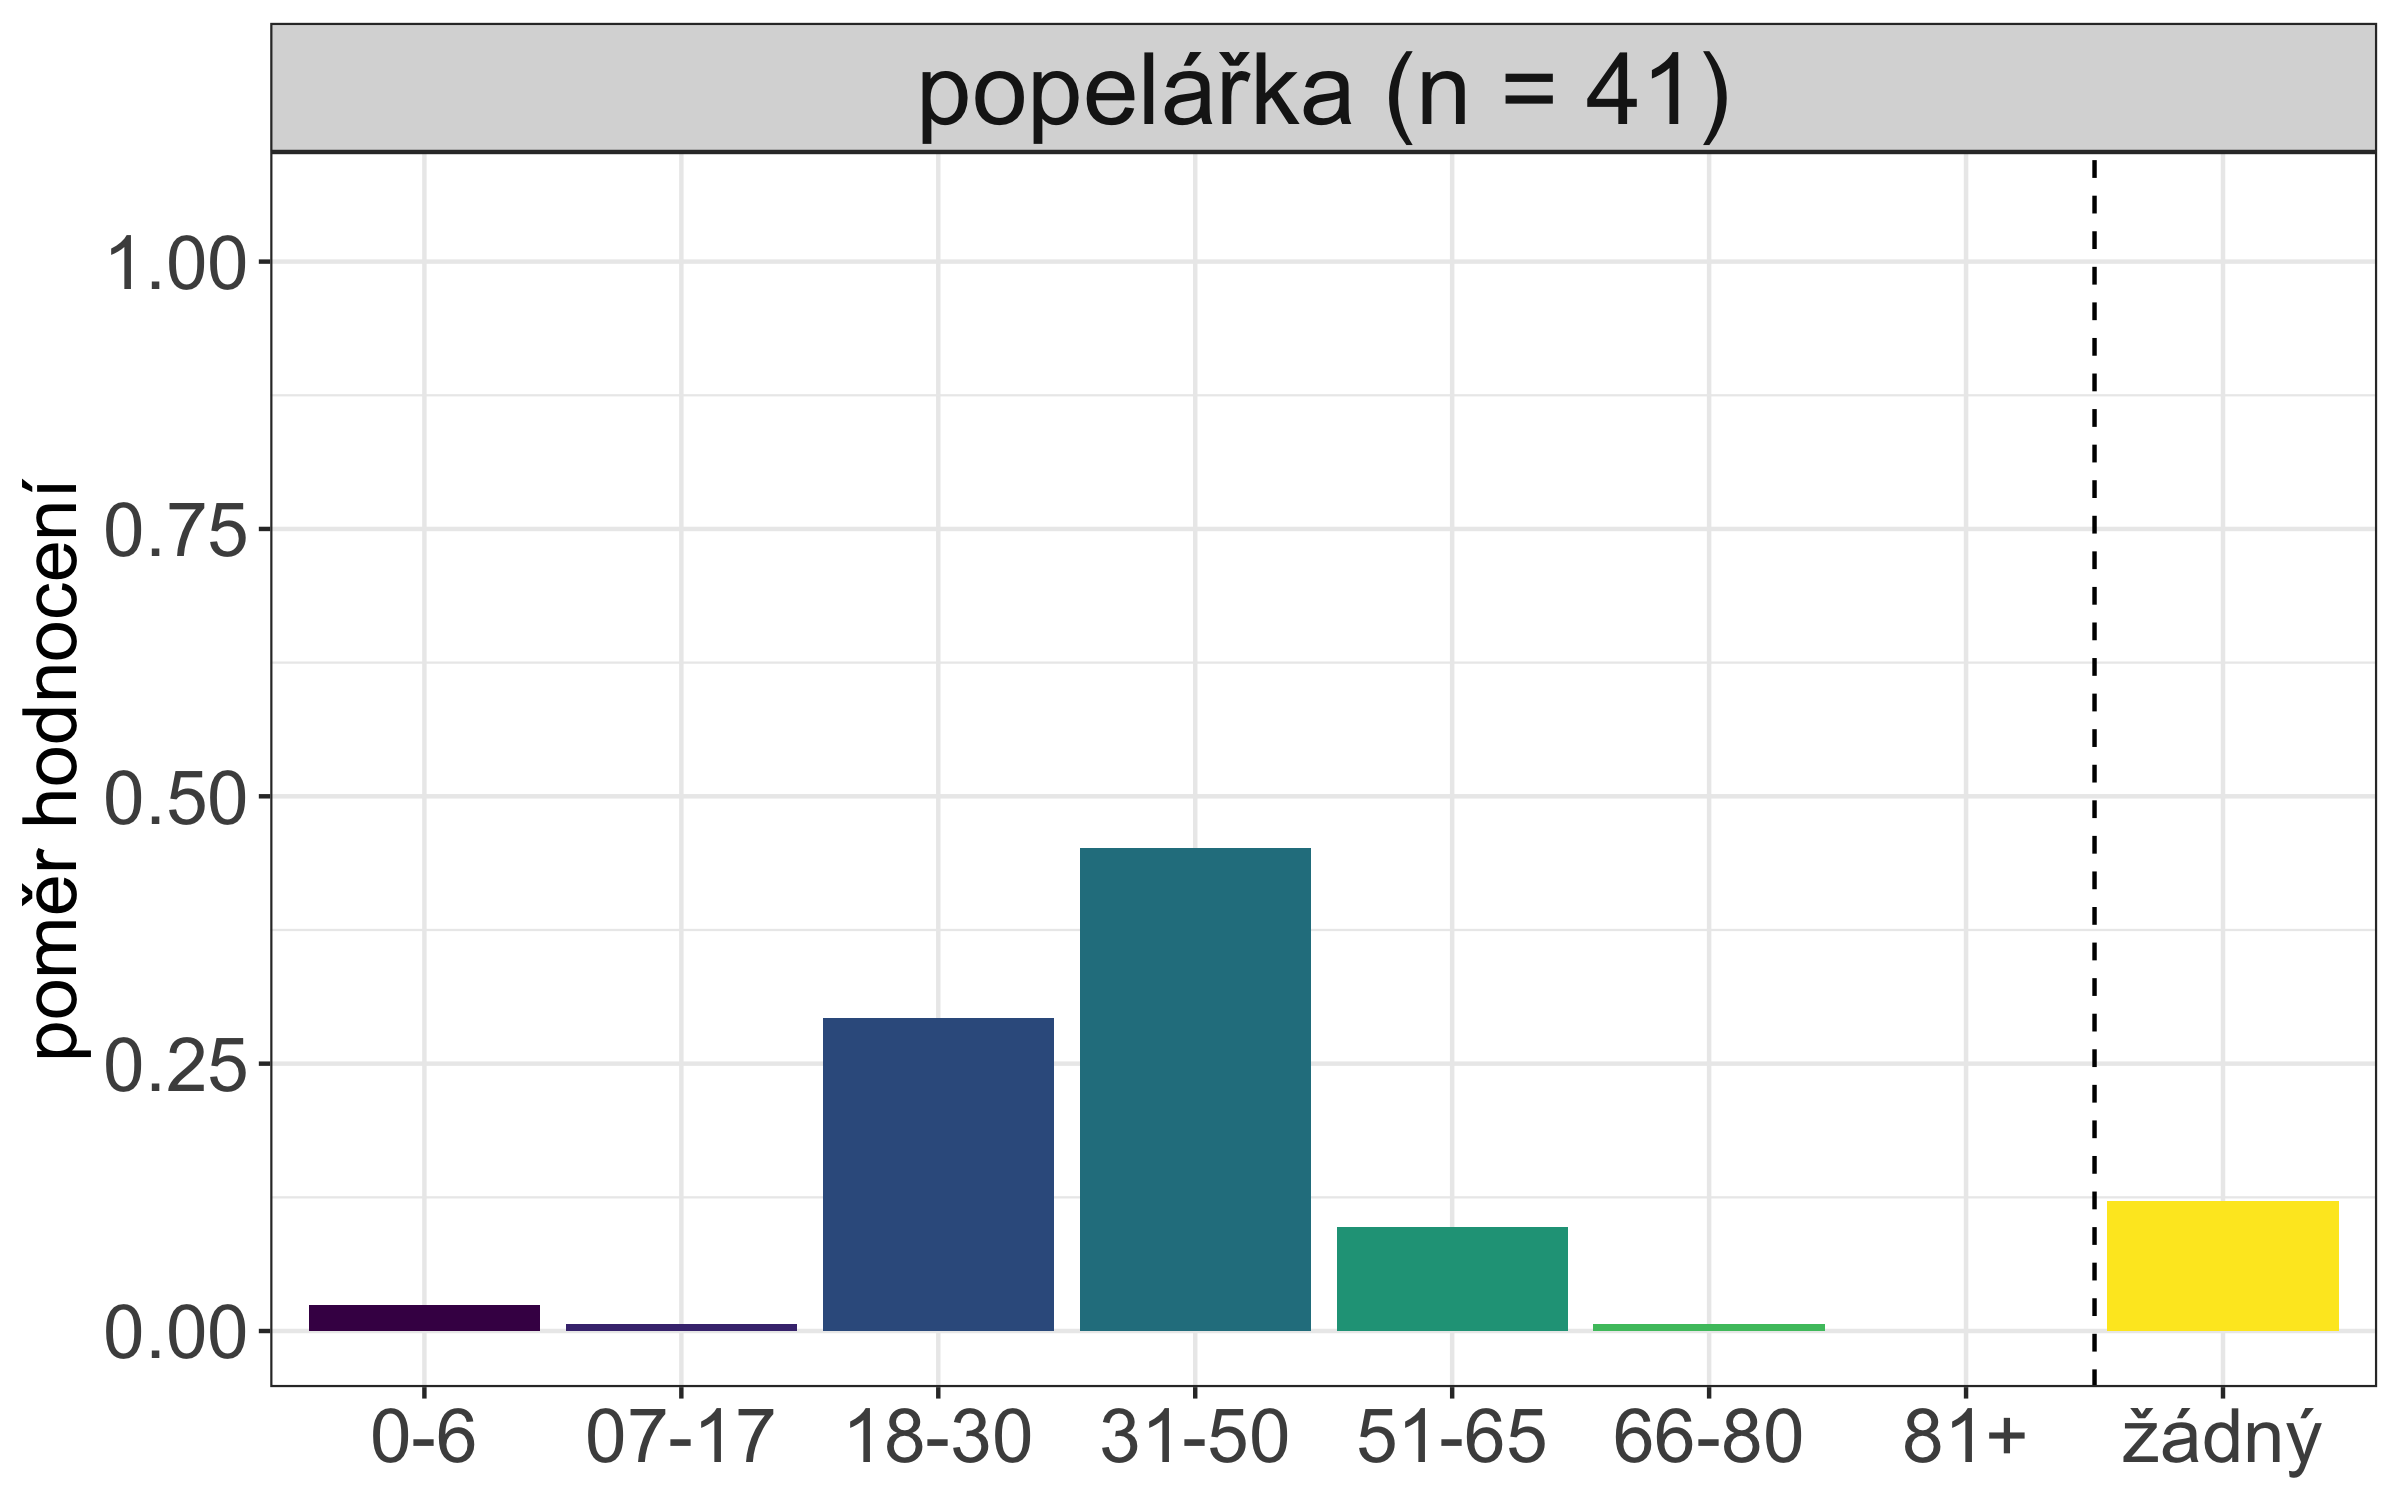 popelářka (n = 41)
poměr hodnocení
1.00
0.75
0.50
0.25
0.00
0-6 07-17 18-30 31-50 51-65 66-80 81+ žádný